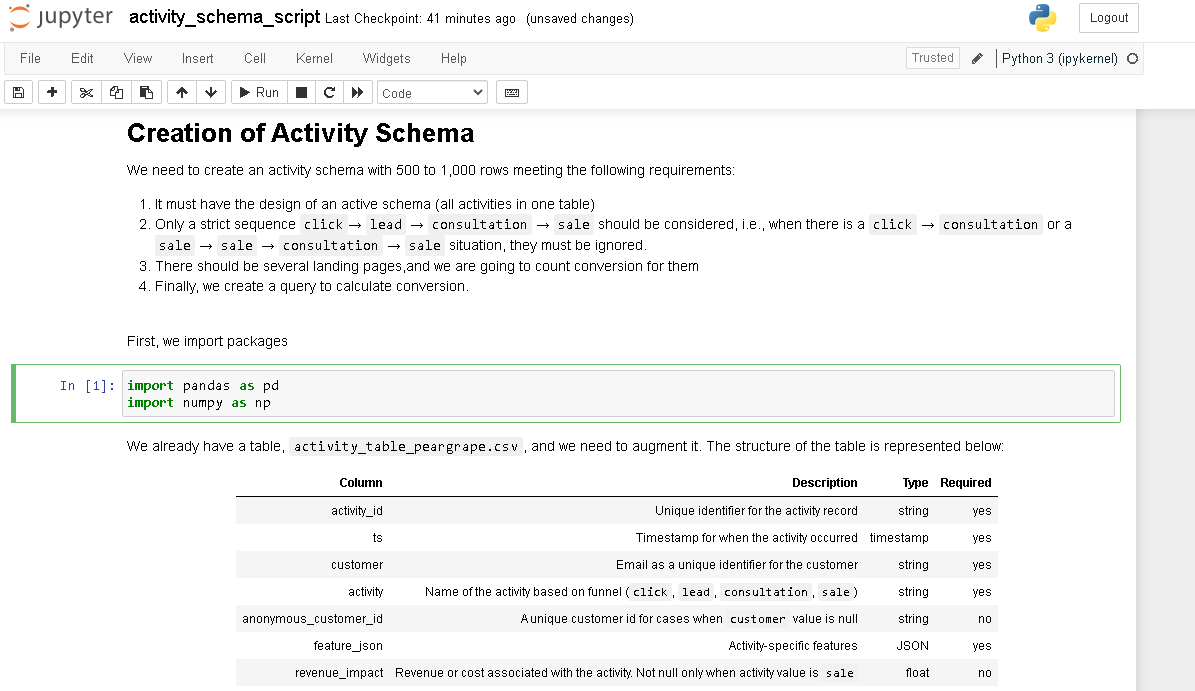 jupyter activity_schema_script Last Checkpoint: 41 minutes ago (unsaved changes) Logout
File Edit View Insert Cell Kernel Widgets Help Trusted Python 3 (ipykernel)
Run Code
Creation of Activity Schema
We need to create an activity schema with 500 to 1,000 rows meeting the following requirements:
1. It must have the design of an active schema (all activities in one table)
2. Only a strict sequence click → lead → consultation → sale should be considered, i.e., when there is a click → consultation or a
sale → sale → consultation → sale situation, they must be ignored.
3. There should be several landing pages,and we are going to count conversion for them
4. Finally, we create a query to calculate conversion.
First, we import packages
In [1]: import pandas as pd
import numpy as np
We already have a table, activity_table_peargrape.csv , and we need to augment it. The structure of the table is represented below:
Column Description Type Required
activity_id Unique identifier for the activity record string yes
ts Timestamp for when the activity occurred timestamp yes
customer Email as a unique identifier for the customer string yes
activity Name of the activity based on funnel ( click , lead , consultation , sale ) string yes
anonymous_customer_id A unique customer id for cases when customer value is null string no
feature_json Activity-specific features JSON yes
revenue_impact Revenue or cost associated with the activity. Not null only when activity value is sale float no